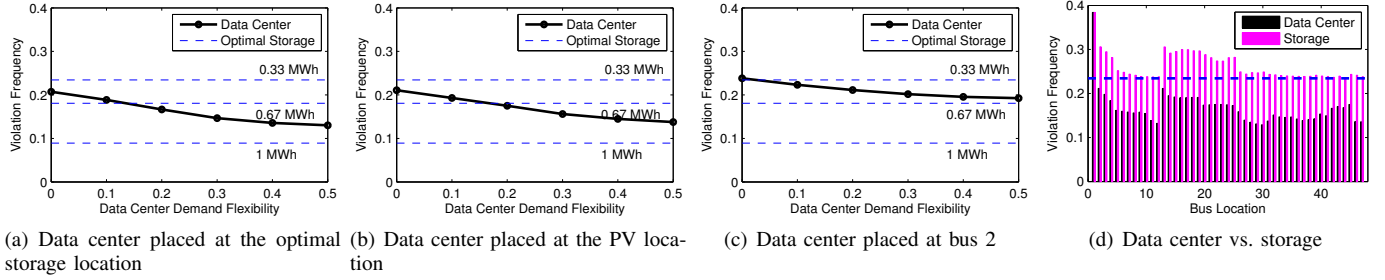 0.4
0.3
0.2
0.1
0
Violation Frequency
0 0.1 0.2 0.3 0.4 0.5
Data Center Demand Flexibility
Data Center
Optimal Storage
0.33 MWh
0.67 MWh
1 MWh
(a) Data center placed at the optimal
storage location
0.4
0.3
0.2
0.1
0
Violation Frequency
0 0.1 0.2 0.3 0.4 0.5
Data Center Demand Flexibility
Data Center
Optimal Storage
0.33 MWh
0.67 MWh
1 MWh
(b) Data center placed at the PV loca-
tion
0.4
0.3
0.2
0.1
0
Violation Frequency
0 0.1 0.2 0.3 0.4 0.5
Data Center Demand Flexibility
Data Center
Optimal Storage
0.33 MWh
0.67 MWh
1 MWh
(c) Data center placed at bus 2
0.4
0.3
0.2
0.1
0
Violation Frequency
0 10 20 30 40
Bus Location
Data Center
Storage
(d) Data center vs. storage